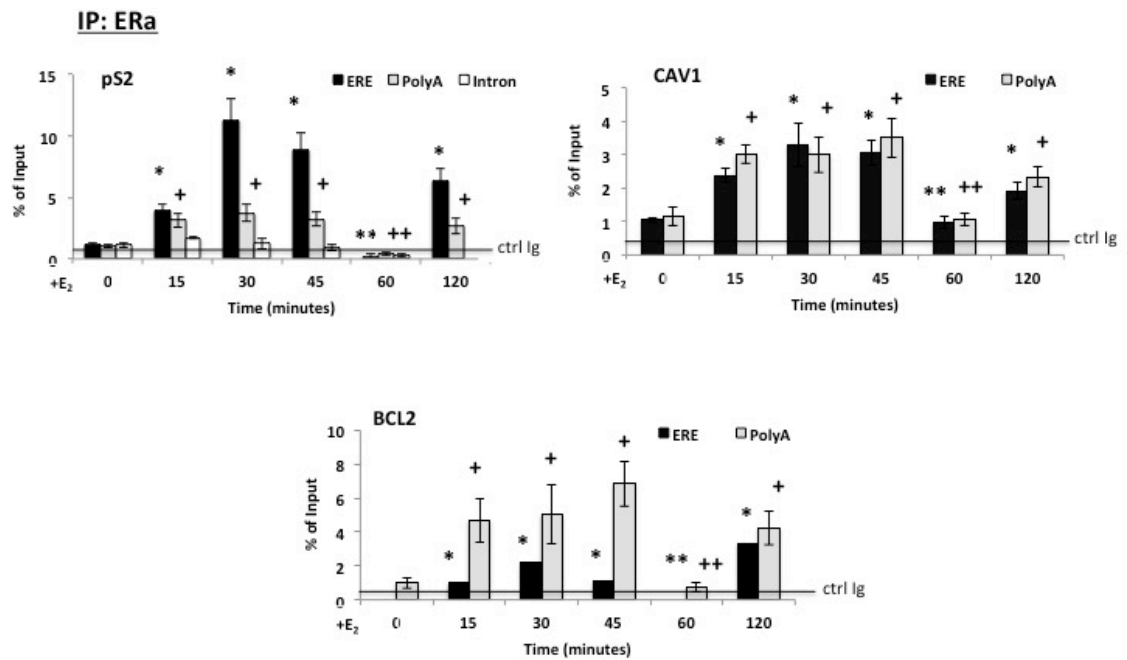 IP: ERa
pS2
ERE PolyA Intron
15
10
5
0
% of Input
* * + * + * + ** ++ * +
ctrl Ig
+E₂ 0 15 30 45 60 120
Time (minutes)
CAV1
ERE PolyA
5
4
3
2
1
0
% of Input
* + * + * + ** ++ * +
ctrl Ig
+E₂ 0 15 30 45 60 120
Time (minutes)
BCL2
ERE PolyA
10
8
6
4
2
0
% of Input
* + * + * + ** ++ * +
ctrl Ig
+E₂ 0 15 30 45 60 120
Time (minutes)